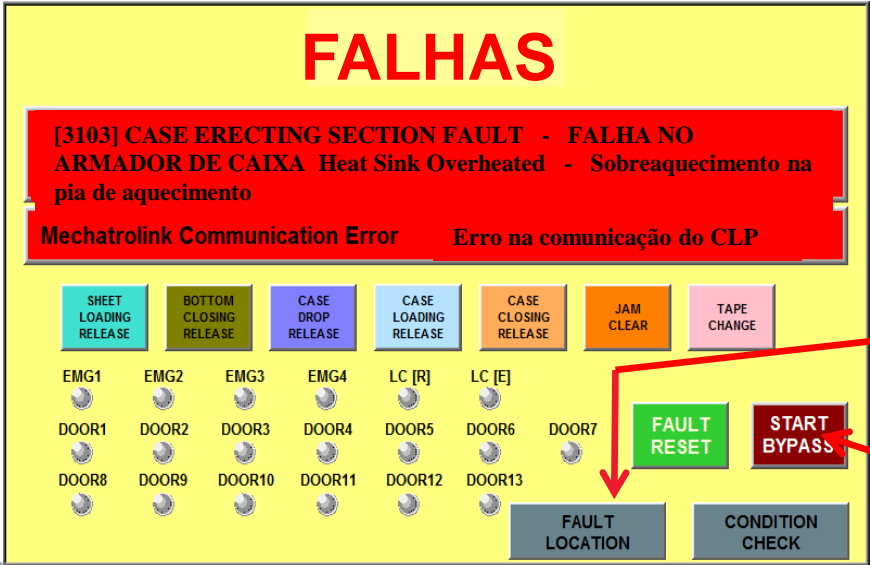 FALHAS
[3103] CASE ERECTING SECTION FAULT - FALHA NO
ARMADOR DE CAIXA Heat Sink Overheated - Sobreaquecimento na
pia de aquecimento
Mechatrolink Communication Error Erro na comunicação do CLP
SHEET
LOADING
RELEASE
BOTTOM
CLOSING
RELEASE
CASE
DROP
RELEASE
CASE
LOADING
RELEASE
CASE
CLOSING
RELEASE
JAM
CLEAR
TAPE
CHANGE
EMG1 EMG2 EMG3 EMG4 LC [R] LC [E]
DOOR1 DOOR2 DOOR3 DOOR4 DOOR5 DOOR6 DOOR7
DOOR8 DOOR9 DOOR10 DOOR11 DOOR12 DOOR13
FAULT
RESET
START
BYPASS
FAULT
LOCATION
CONDITION
CHECK